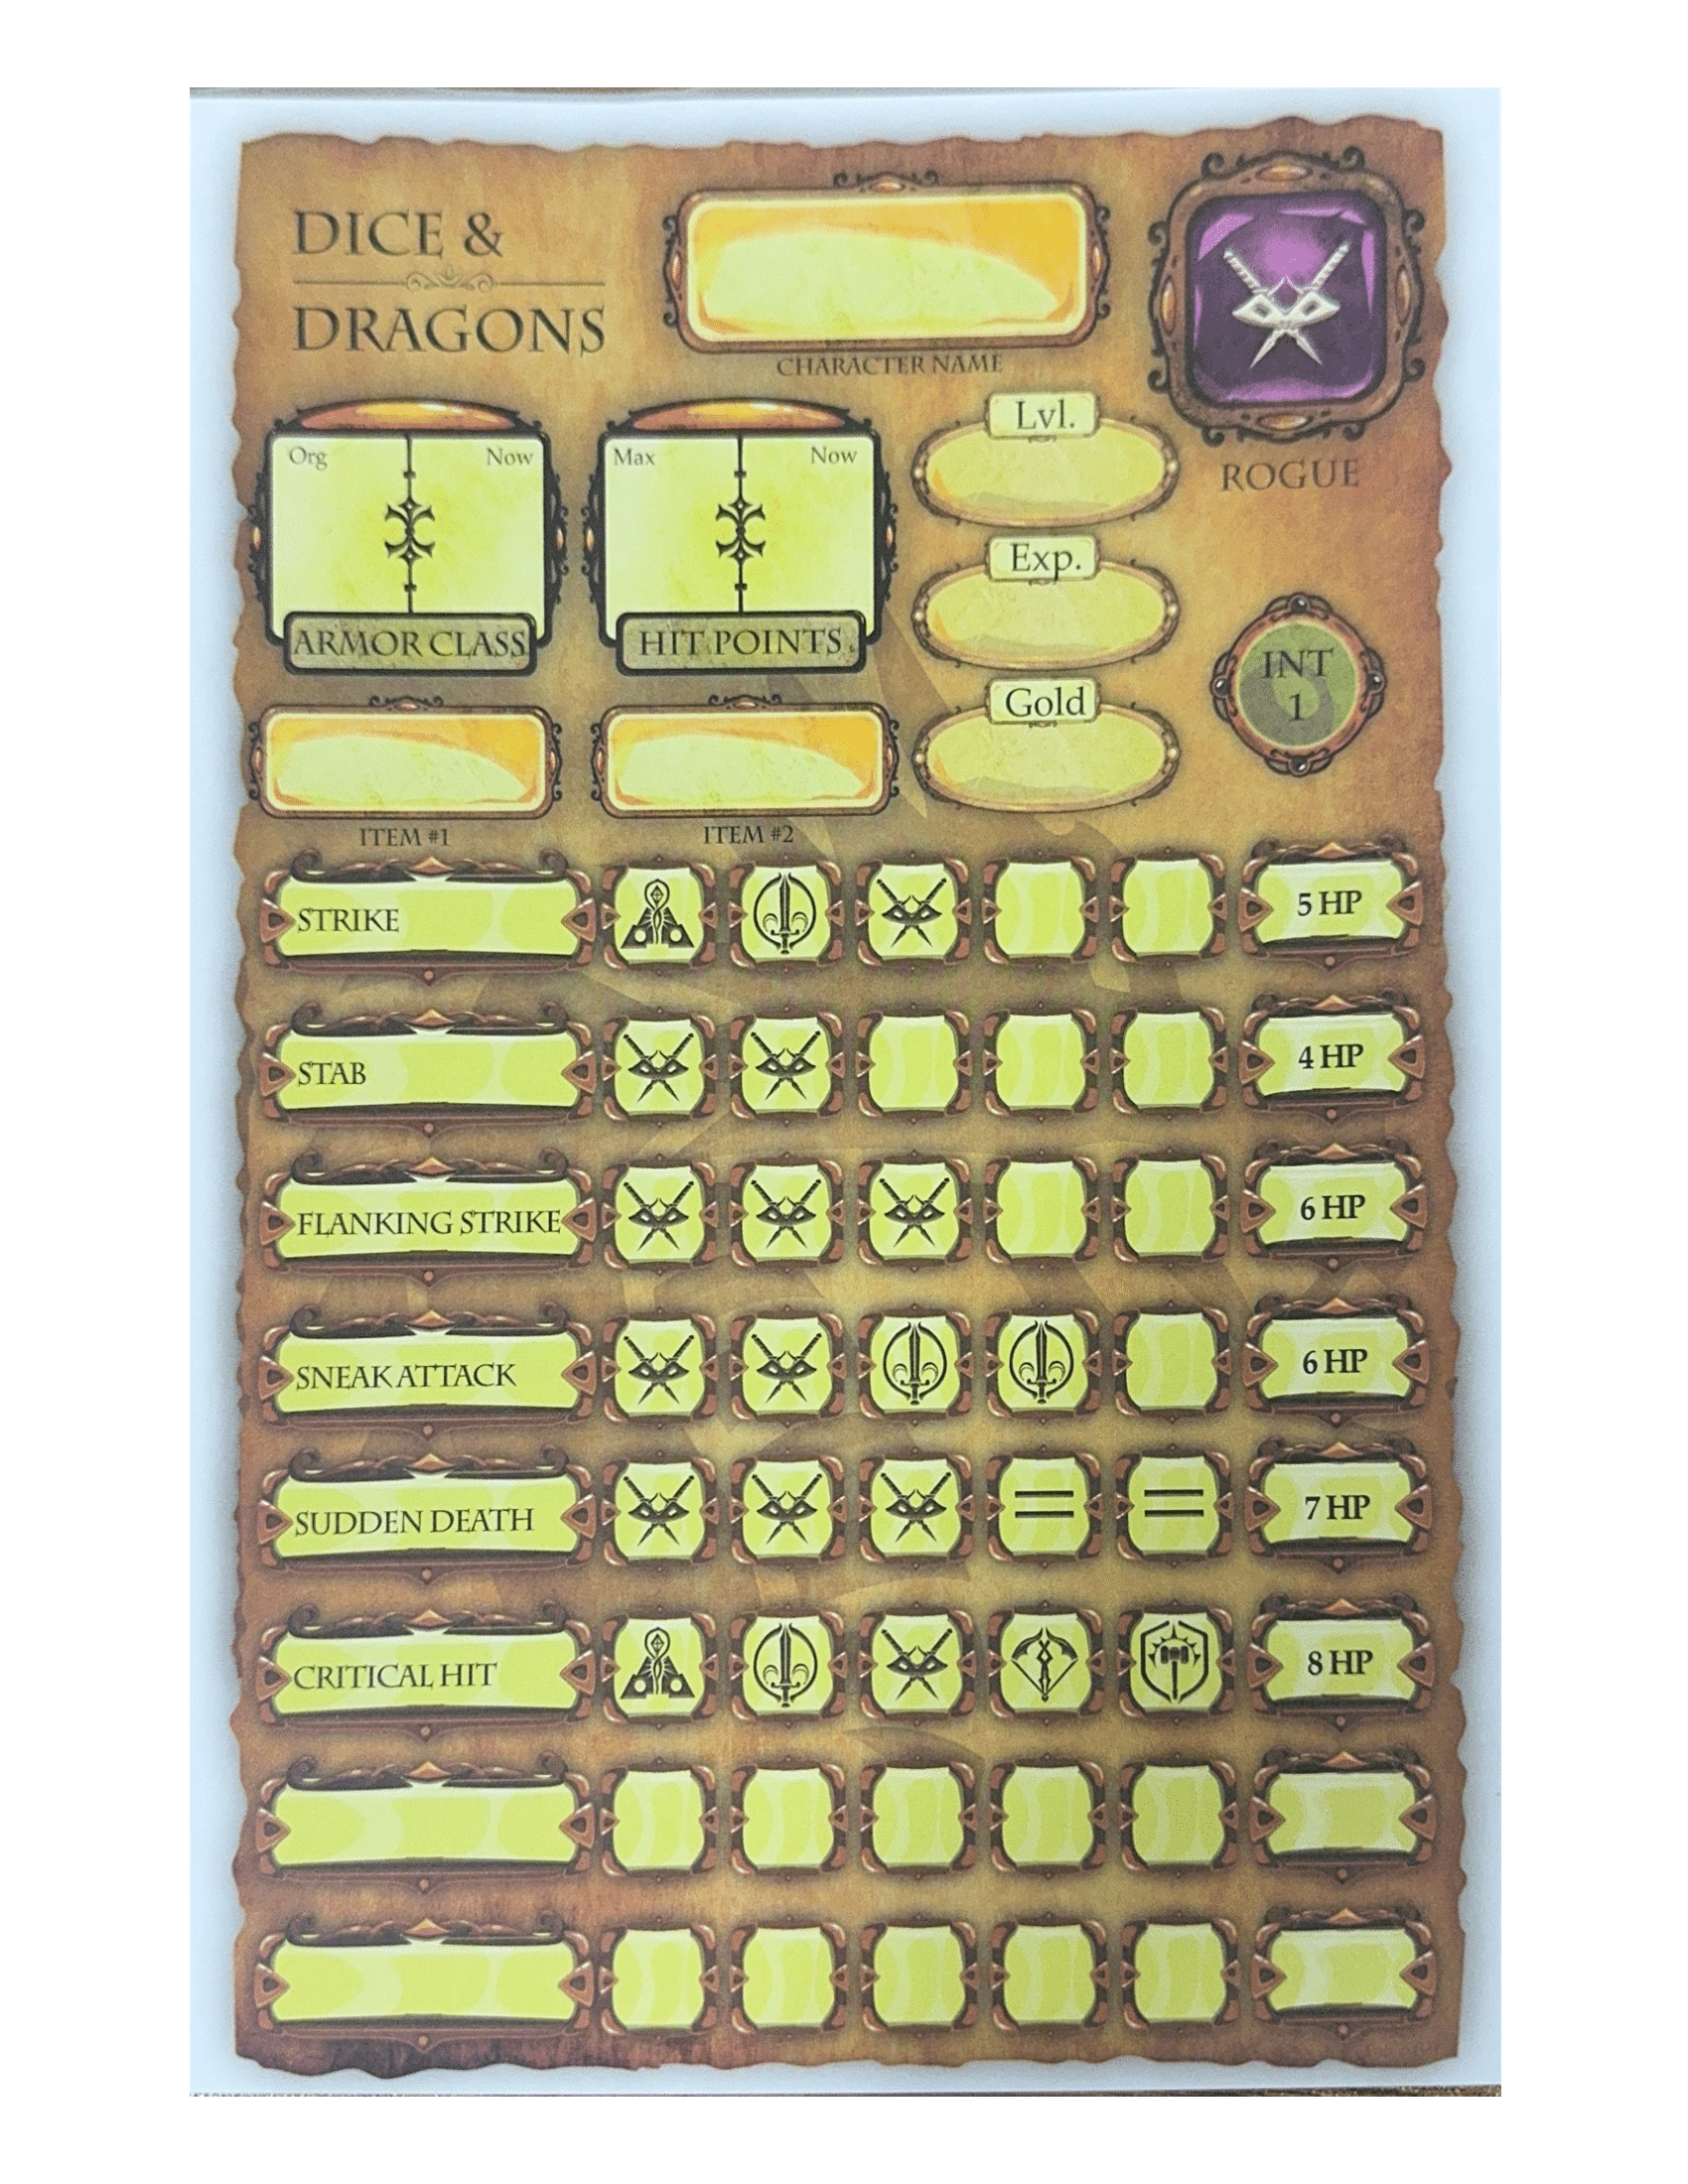 DICE &
DRAGONS
CHARACTER NAME
ROGUE
Org Now
ARMOR CLASS
Max Now
HIT POINTS
Lvl.
Exp.
Gold
INT
1
ITEM #1
ITEM #2
STRIKE 5 HP
STAB 4 HP
FLANKING STRIKE 6 HP
SNEAK ATTACK 6 HP
SUDDEN DEATH = = 7 HP
CRITICAL HIT 8 HP